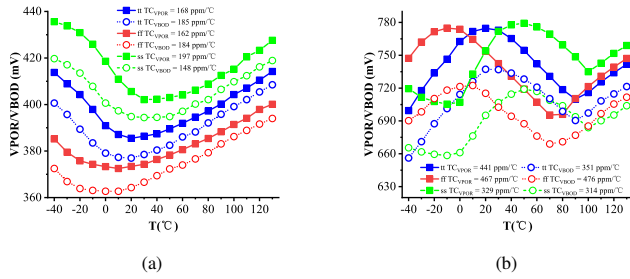 440
420
400
380
360
VPOR/VBOD (mV)
tt TCVPOR = 168 ppm/℃
tt TCVBOD = 185 ppm/℃
ff TCVPOR = 162 ppm/℃
ff TCVBOD = 184 ppm/℃
ss TCVPOR = 197 ppm/℃
ss TCVBOD = 148 ppm/℃
-40 -20 0 20 40 60 80 100 120
T(℃)
(a)
780
750
720
690
660
630
VPOR/VBOD (mV)
tt TCVPOR = 441 ppm/℃ tt TCVBOD = 351 ppm/℃
ff TCVPOR = 467 ppm/℃ ff TCVBOD = 476 ppm/℃
ss TCVPOR = 329 ppm/℃ ss TCVBOD = 314 ppm/℃
-40 -20 0 20 40 60 80 100 120
T(℃)
(b)